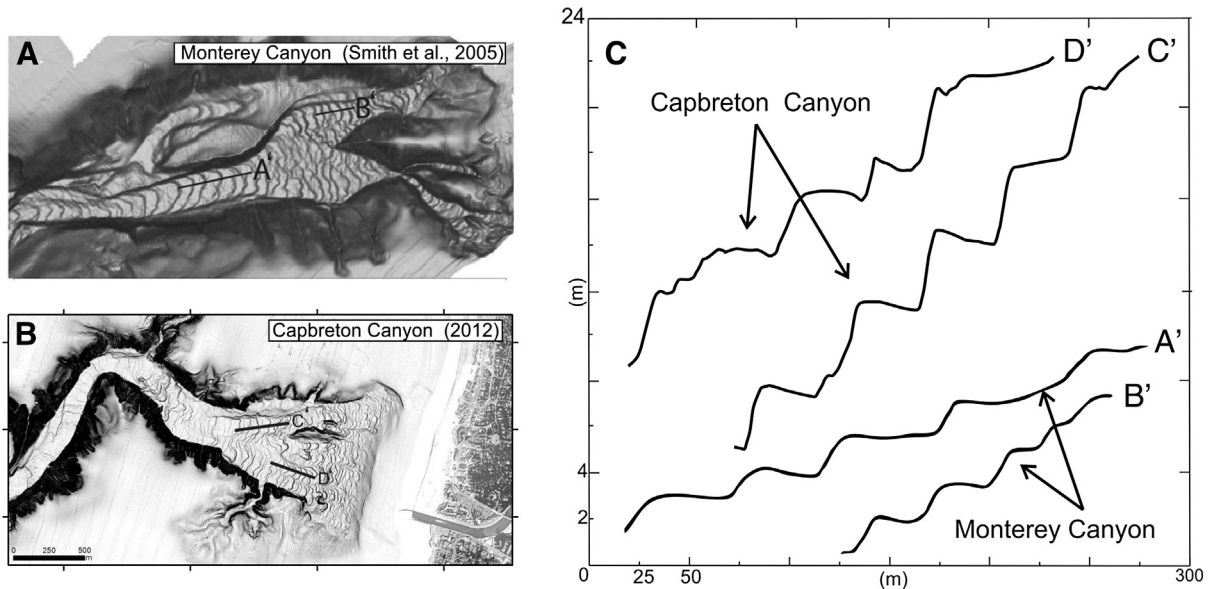 A
Monterey Canyon (Smith et al., 2005)
B'
A'
B
Capbreton Canyon (2012)
C'
D
0 250 500
m
C
24
D' C'
Capbreton Canyon
(m)
A'
B'
4
2
Monterey Canyon
0 25 50 (m) 300